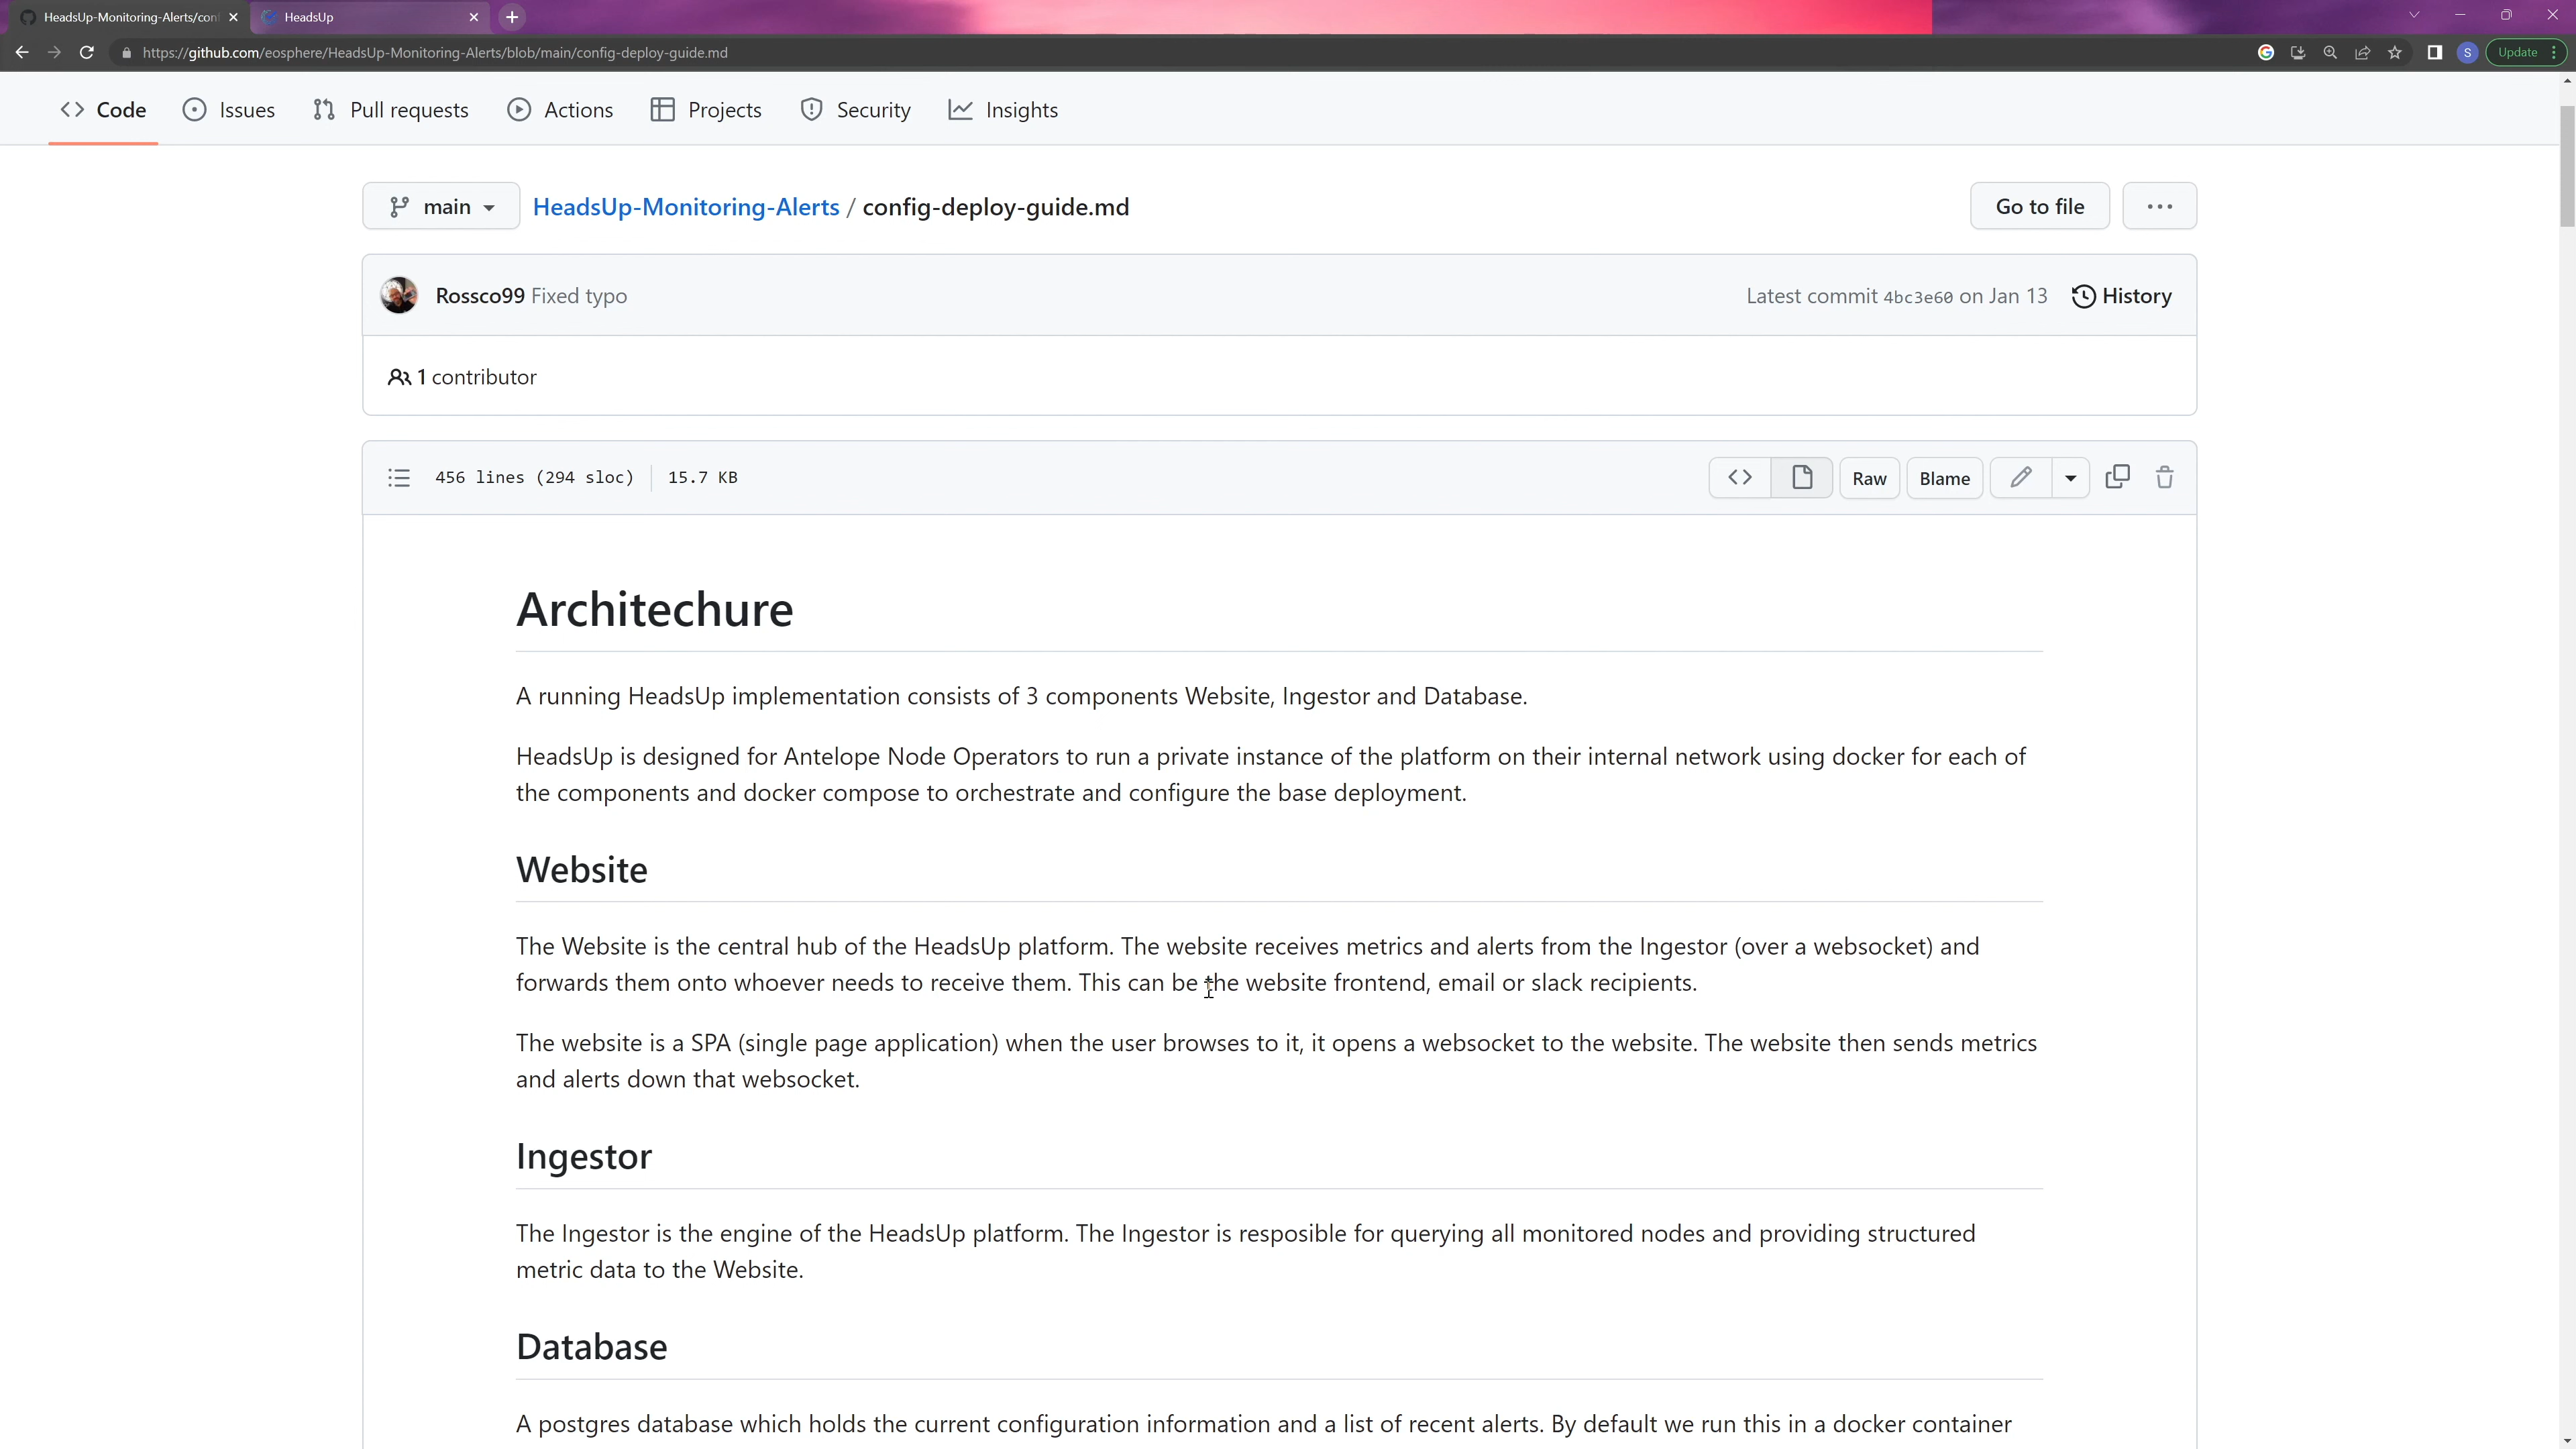 HeadsUp-Monitoring-Alerts/con
HeadsUp
https://github.com/eosphere/HeadsUp-Monitoring-Alerts/blob/main/config-deploy-guide.md
S
Update
Code
Issues
Pull requests
Actions
Projects
Security
Insights
main
HeadsUp-Monitoring-Alerts / config-deploy-guide.md
Go to file
Rossco99 Fixed typo
Latest commit 4bc3e60 on Jan 13
History
1 contributor
456 lines (294 sloc)
15.7 KB
Raw
Blame
Architechure
A running HeadsUp implementation consists of 3 components Website, Ingestor and Database.
HeadsUp is designed for Antelope Node Operators to run a private instance of the platform on their internal network using docker for each of
the components and docker compose to orchestrate and configure the base deployment.
Website
The Website is the central hub of the HeadsUp platform. The website receives metrics and alerts from the Ingestor (over a websocket) and
forwards them onto whoever needs to receive them. This can be the website frontend, email or slack recipients.
The website is a SPA (single page application) when the user browses to it, it opens a websocket to the website. The website then sends metrics
and alerts down that websocket.
Ingestor
The Ingestor is the engine of the HeadsUp platform. The Ingestor is resposible for querying all monitored nodes and providing structured
metric data to the Website.
Database
A postgres database which holds the current configuration information and a list of recent alerts. By default we run this in a docker container